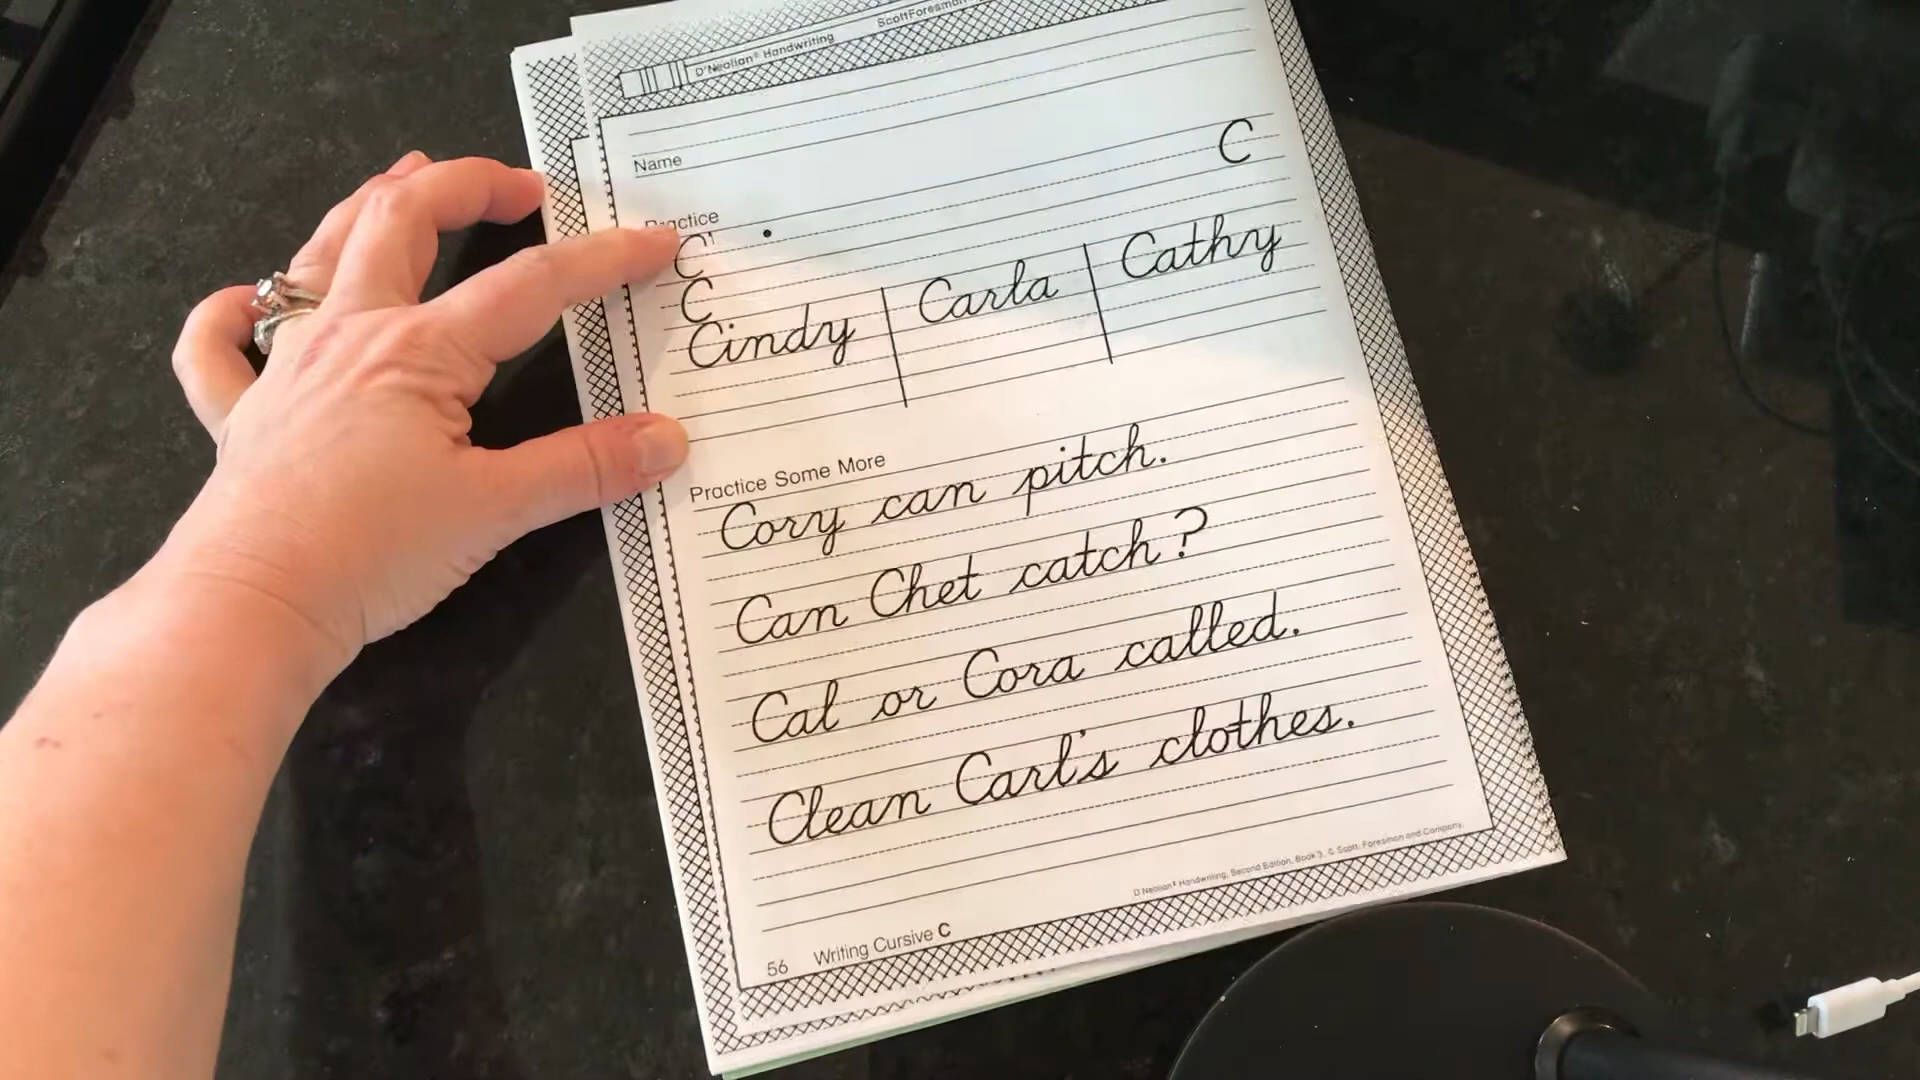 D'Nealian® Handwriting ScottForesman
Name
C
Practice
C
C
Cindy Carla Cathy
Practice Some More
Cory can pitch.
Can Chet catch?
Cal or Cora called.
Clean Carl's clothes.
D'Nealian® Handwriting, Second Edition, Book 3. © Scott, Foresman and Company.
56 Writing Cursive C